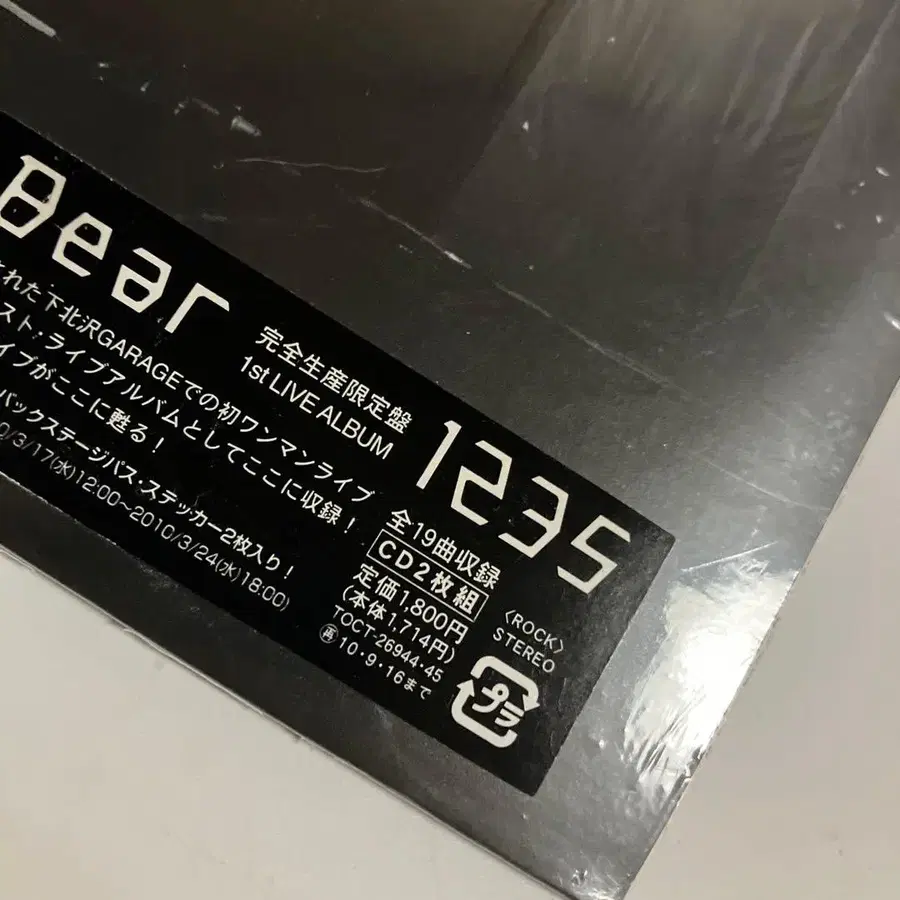 Bear
完全生産限定盤
1st LIVE ALBUM
1235
された下北沢GARAGEでの初ワンマンライブ
スト・ライブアルバムとしてここに収録！
イブがここに甦る！
バックステージパス・ステッカー2枚入り！
0/3/17(水)12:00〜2010/3/24(水)18:00)
全19曲収録
CD2枚組
定価1,800円
(本体1,714円)
TOCT-26944・45
再10・9・16まで
〈ROCK〉
STEREO
プラ